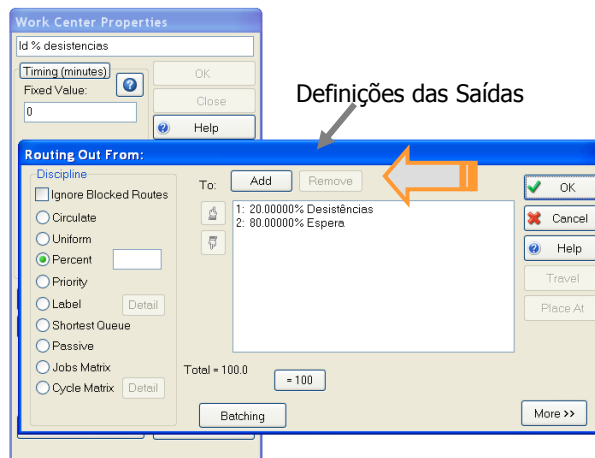 Work Center Properties
Id % desistencias
Timing (minutes)
Fixed Value:
0
OK
Close
Help
Definições das Saídas
Routing Out From:
Discipline
Ignore Blocked Routes
Circulate
Uniform
Percent
Priority
Label Detail
Shortest Queue
Passive
Jobs Matrix
Cycle Matrix Detail
To: Add Remove
1: 20.00000% Desistências
2: 80.00000% Espera
Total = 100.0 = 100
Batching
OK
Cancel
Help
Travel
Place At
More >>